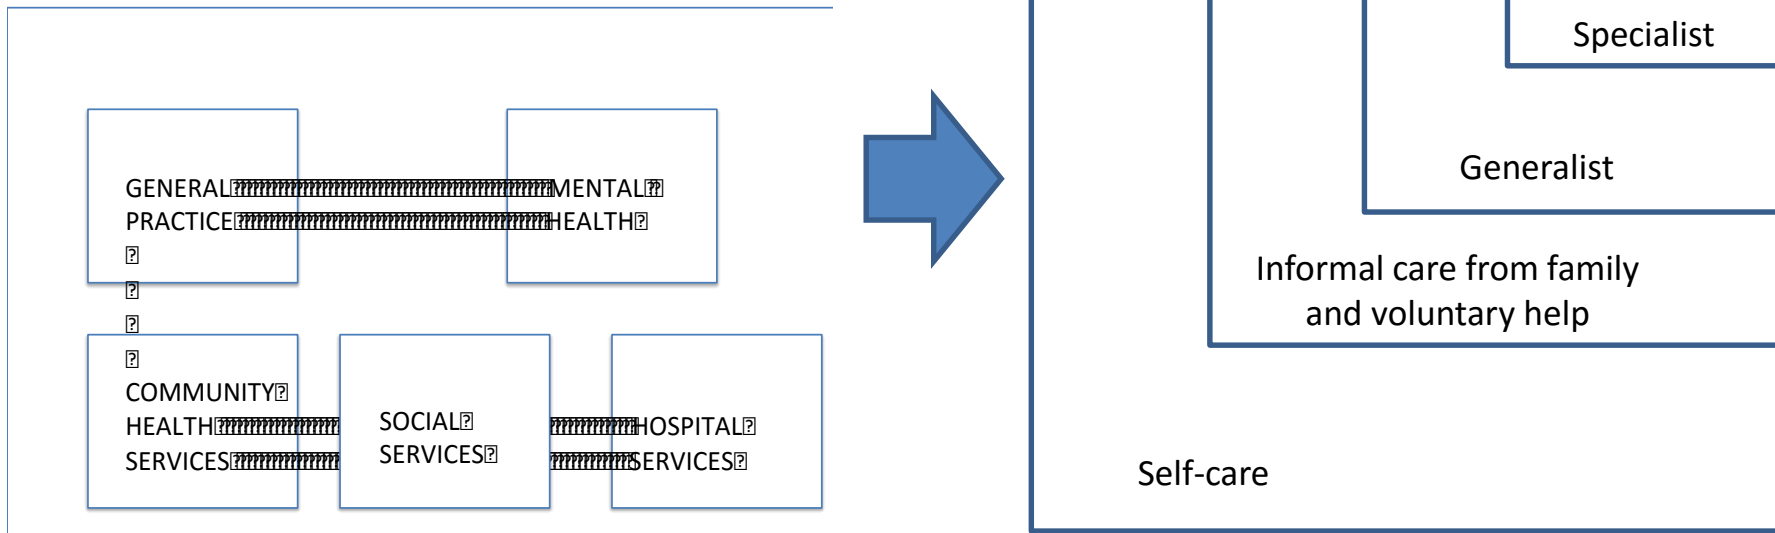 GENERAL MENTAL
PRACTICE HEALTH
COMMUNITY
HEALTH HOSPITAL
SERVICES SERVICES
SOCIAL
SERVICES
Specialist
Generalist
Informal care from family
and voluntary help
Self-care